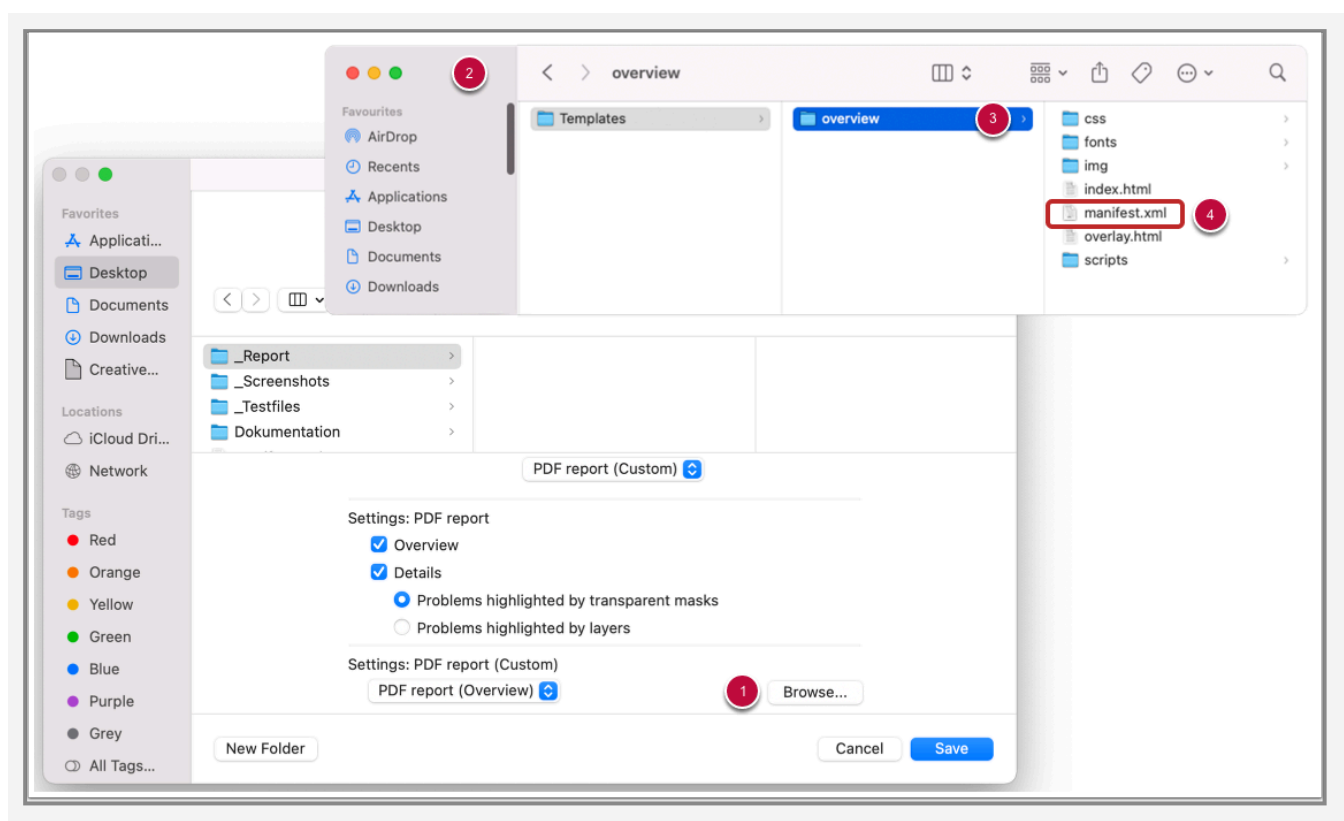 2
overview
Favourites
AirDrop
Recents
Applications
Desktop
Documents
Downloads
Templates
overview
3
css
fonts
img
index.html
manifest.xml
4
overlay.html
scripts
Favorites
Applicati...
Desktop
Documents
Downloads
Creative...
Locations
iCloud Dri...
Network
Tags
Red
Orange
Yellow
Green
Blue
Purple
Grey
All Tags...
_Report
_Screenshots
_Testfiles
Dokumentation
PDF report (Custom)
Settings: PDF report
Overview
Details
Problems highlighted by transparent masks
Problems highlighted by layers
Settings: PDF report (Custom)
PDF report (Overview)
1
Browse...
New Folder
Cancel
Save